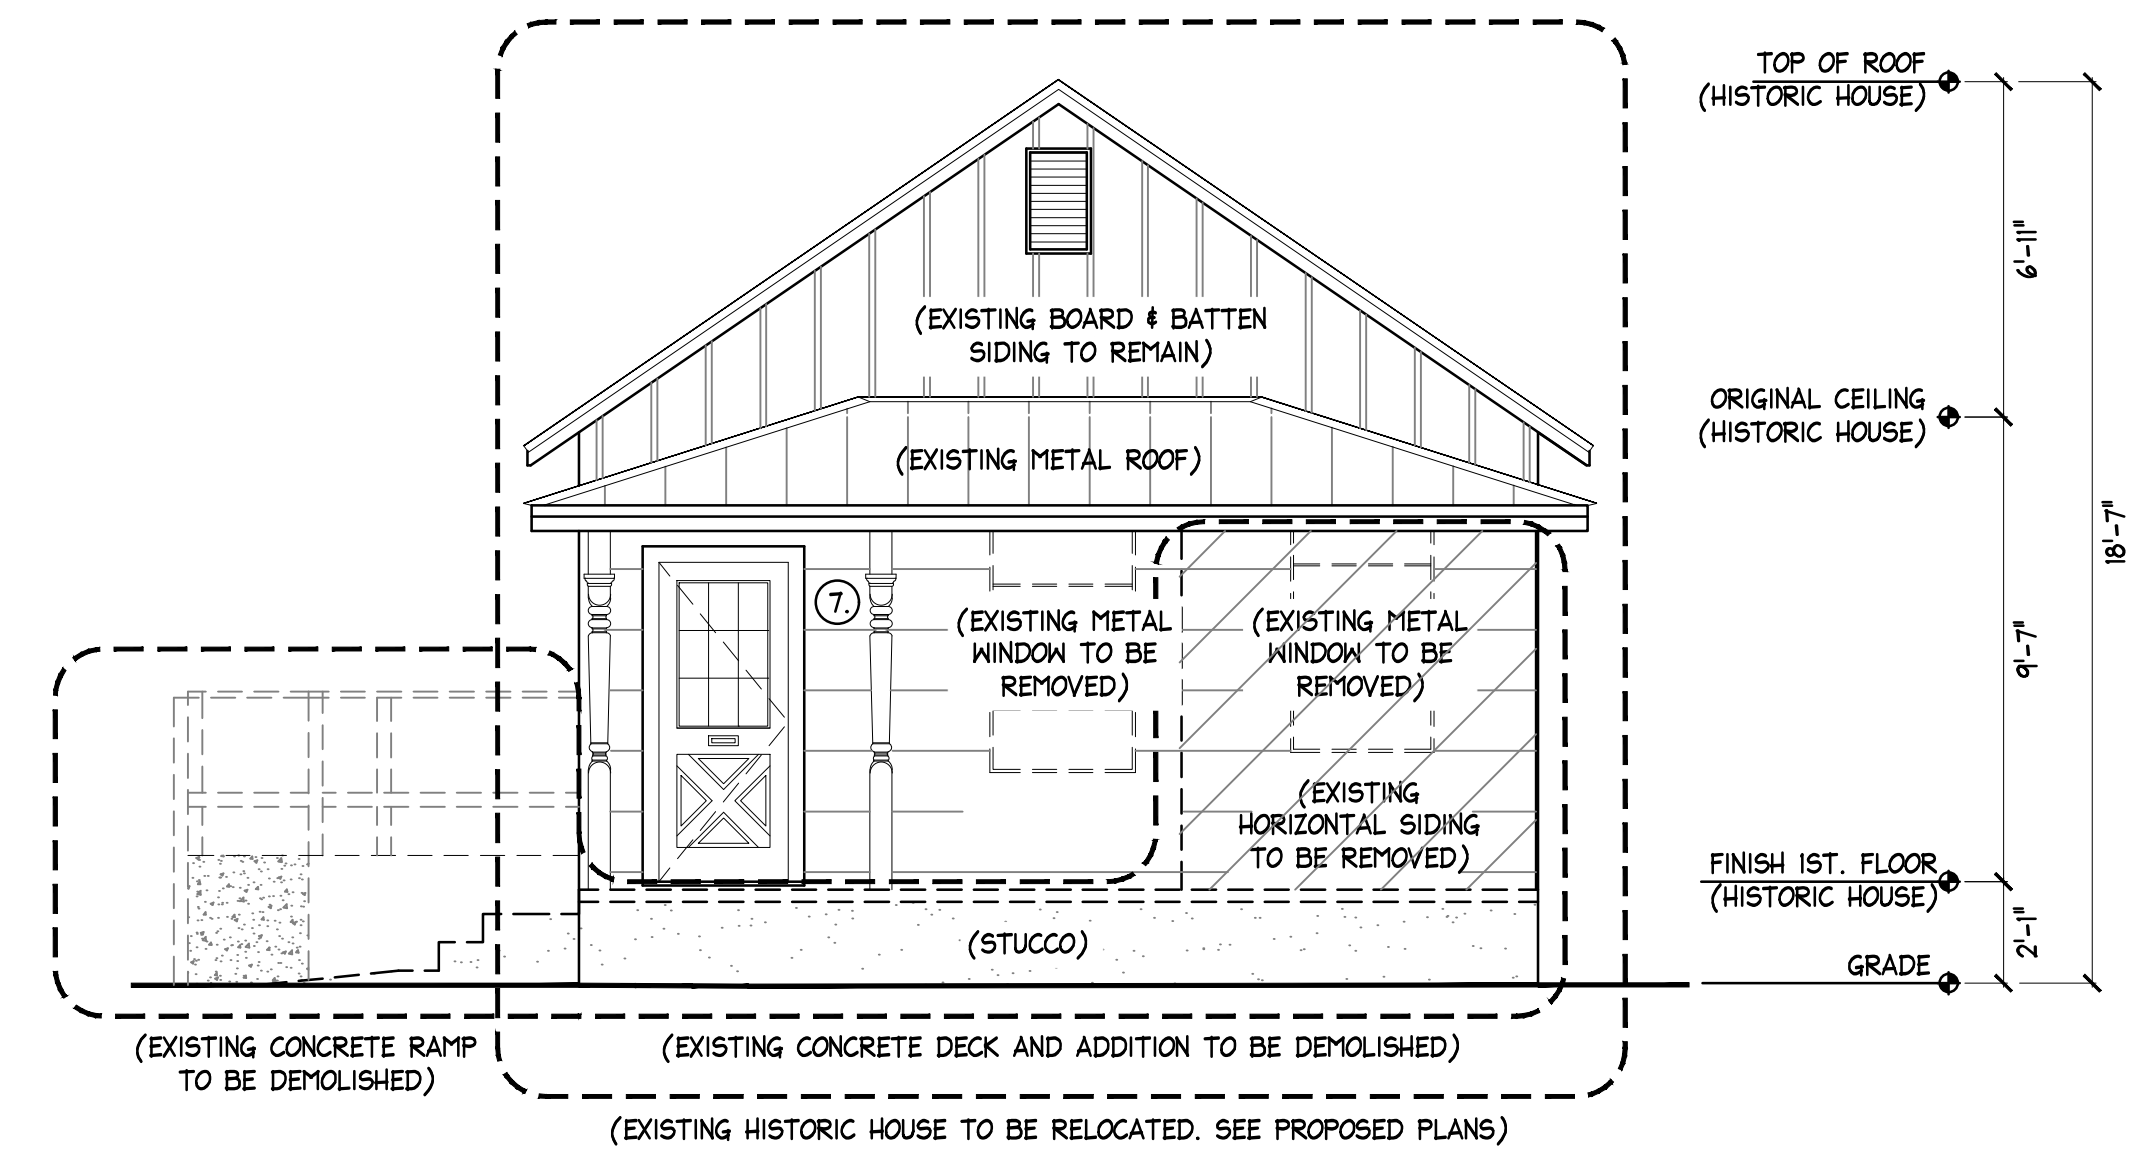 TOP OF ROOF
(HISTORIC HOUSE)
6'-11"
(EXISTING BOARD & BATTEN
SIDING TO REMAIN)
ORIGINAL CEILING
(HISTORIC HOUSE)
(EXISTING METAL ROOF)
18'-7"
7.
(EXISTING METAL
WINDOW TO BE
REMOVED)
(EXISTING METAL
WINDOW TO BE
REMOVED)
9'-7"
(EXISTING
HORIZONTAL SIDING
TO BE REMOVED)
FINISH 1ST. FLOOR
(HISTORIC HOUSE)
2'-1"
(STUCCO)
GRADE
(EXISTING CONCRETE RAMP
TO BE DEMOLISHED)
(EXISTING CONCRETE DECK AND ADDITION TO BE DEMOLISHED)
(EXISTING HISTORIC HOUSE TO BE RELOCATED. SEE PROPOSED PLANS)